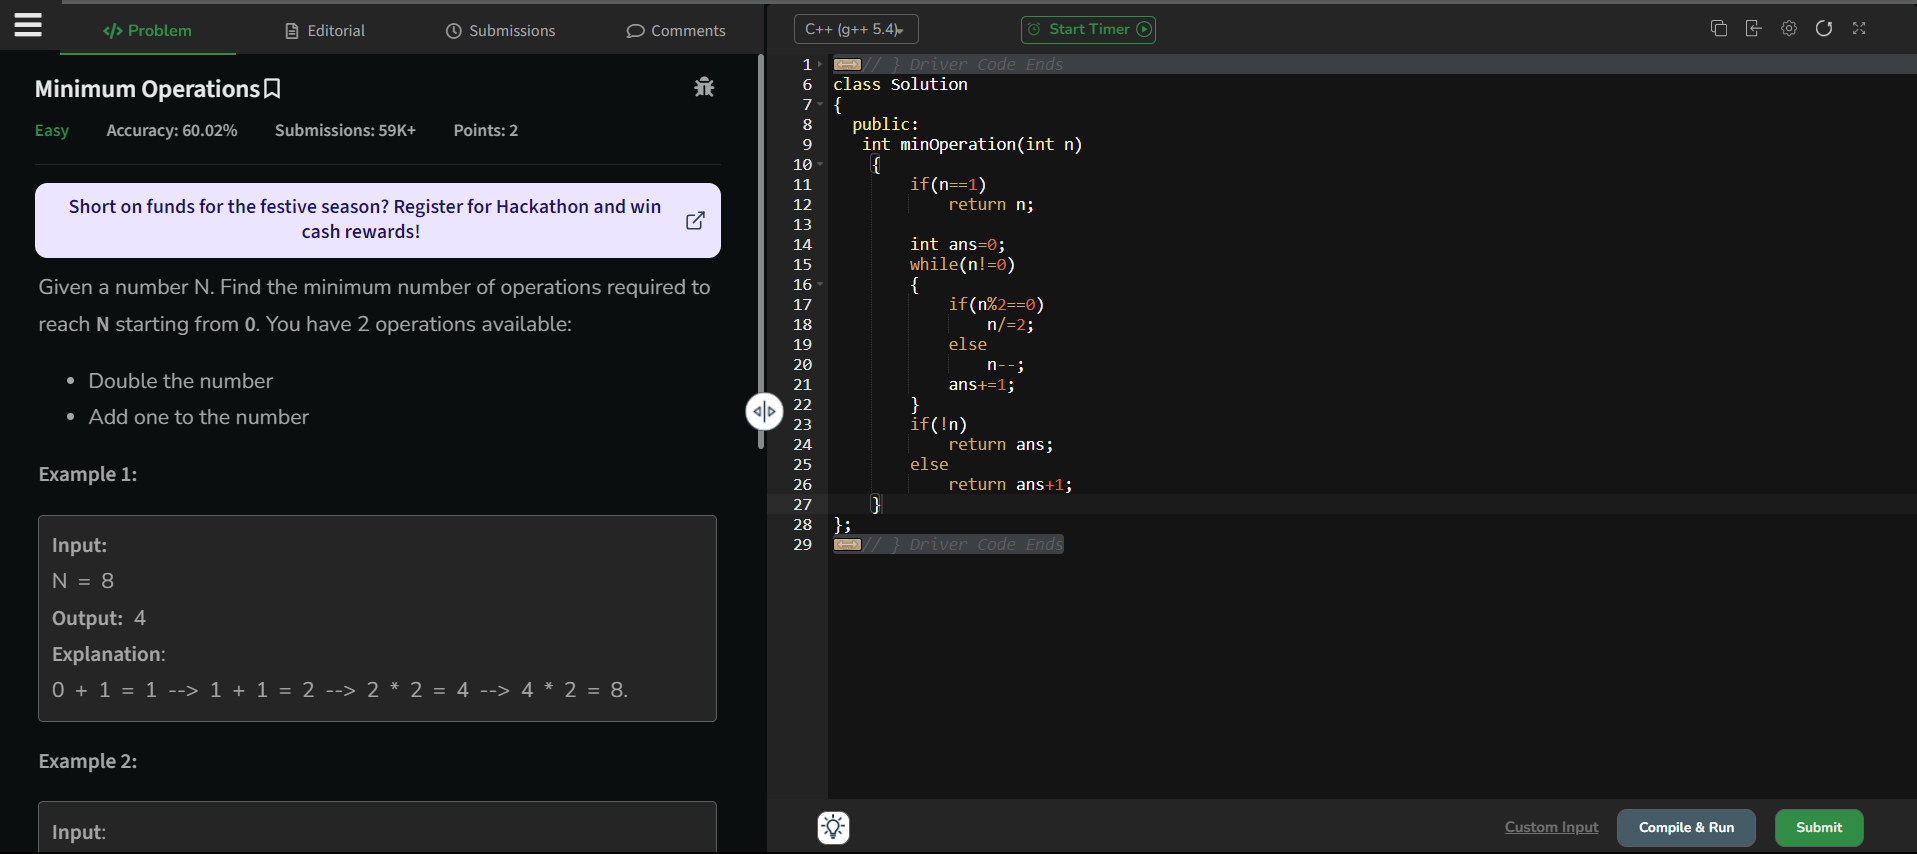 </> Problem
Editorial
Submissions
Comments
Minimum Operations
Easy Accuracy: 60.02% Submissions: 59K+ Points: 2
Short on funds for the festive season? Register for Hackathon and win
cash rewards!
Given a number N. Find the minimum number of operations required to
reach N starting from 0. You have 2 operations available:
• Double the number
• Add one to the number
Example 1:
Input:
N = 8
Output: 4
Explanation:
0 + 1 = 1 --> 1 + 1 = 2 --> 2 * 2 = 4 --> 4 * 2 = 8.
Example 2:
Input:
C++ (g++ 5.4)
Start Timer
1 // } Driver Code Ends
6 class Solution
7 {
8 public:
9 int minOperation(int n)
10 {
11 if(n==1)
12 return n;
13
14 int ans=0;
15 while(n!=0)
16 {
17 if(n%2==0)
18 n/=2;
19 else
20 n--;
21 ans+=1;
22 }
23 if(!n)
24 return ans;
25 else
26 return ans+1;
27 }
28 };
29 // } Driver Code Ends
Custom Input
Compile & Run
Submit